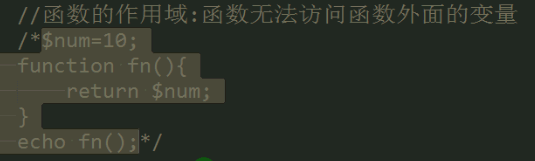 //函数的作用域:函数无法访问函数外面的变量
/*$num=10;
function fn(){
return $num;
}
echo fn();*/